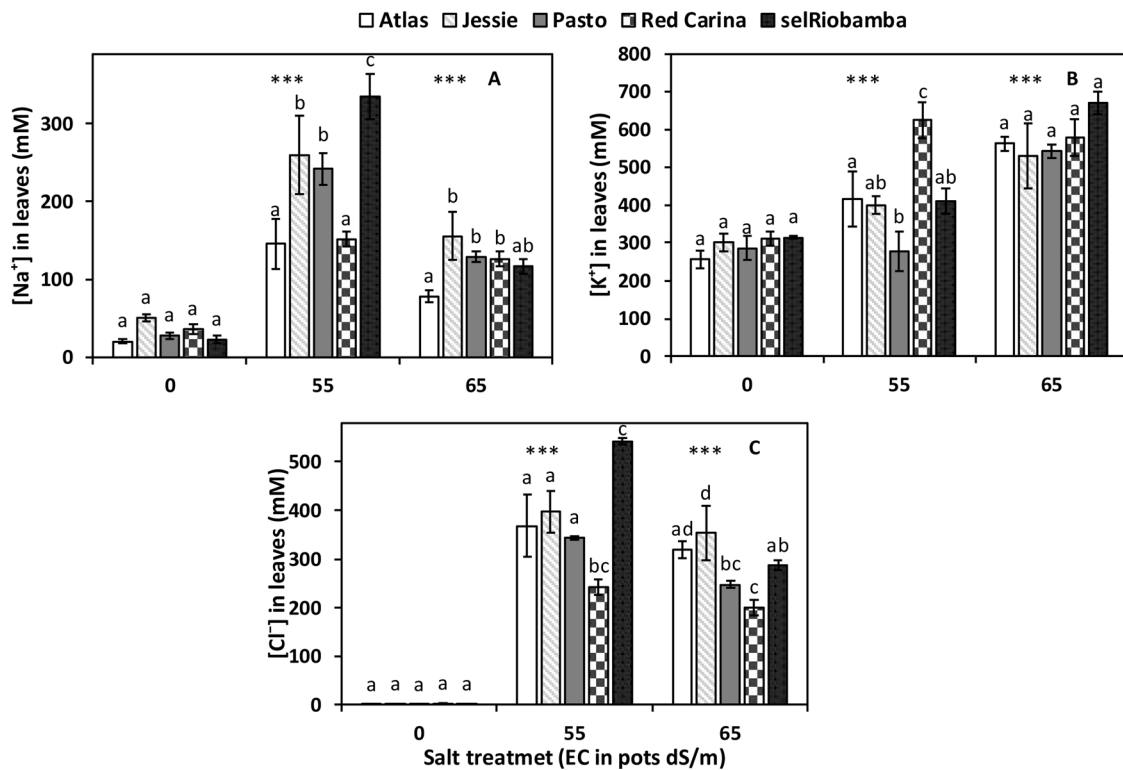 Atlas Jessie Pasto Red Carina selRiobamba
[Na⁺] in leaves (mM)
300
200
100
0
*** *** A
a a a a a
a b b a c
a b b b ab
0 55 65
[K⁺] in leaves (mM)
800
700
600
500
400
300
200
100
0
*** *** B
a a a a a
a ab b c ab
a a a a a
0 55 65
[Cl⁻] in leaves (mM)
500
400
300
200
100
0
*** *** C
a a a a a
a a a bc c
ad d bc c ab
0 55 65
Salt treatmet (EC in pots dS/m)